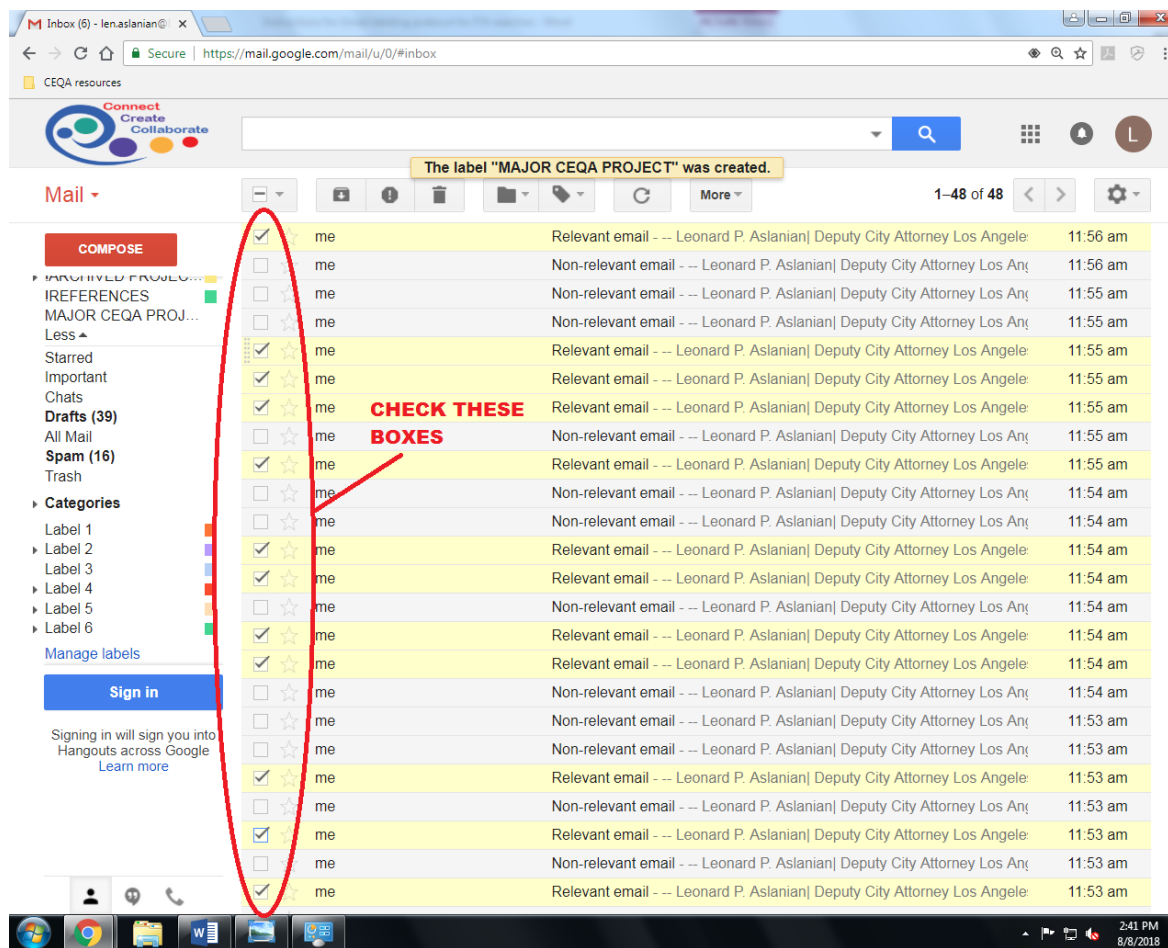 Inbox (6) - len.aslanian@
Secure | https://mail.google.com/mail/u/0/#inbox
CEQA resources
Connect
Create
Collaborate
L
The label "MAJOR CEQA PROJECT" was created.
Mail
More
1–48 of 48
COMPOSE
!REFERENCES
MAJOR CEQA PROJ…
Less
Starred
Important
Chats
Drafts (39)
All Mail
Spam (16)
Trash
Categories
Label 1
Label 2
Label 3
Label 4
Label 5
Label 6
Manage labels
Sign in
Signing in will sign you into
Hangouts across Google
Learn more
me Relevant email - -- Leonard P. Aslanian| Deputy City Attorney Los Angele 11:56 am
me Non-relevant email - -- Leonard P. Aslanian| Deputy City Attorney Los Ang 11:56 am
me Non-relevant email - -- Leonard P. Aslanian| Deputy City Attorney Los Ang 11:55 am
me Non-relevant email - -- Leonard P. Aslanian| Deputy City Attorney Los Ang 11:55 am
me Relevant email - -- Leonard P. Aslanian| Deputy City Attorney Los Angele 11:55 am
me Relevant email - -- Leonard P. Aslanian| Deputy City Attorney Los Angele 11:55 am
me Relevant email - -- Leonard P. Aslanian| Deputy City Attorney Los Angele 11:55 am
me Non-relevant email - -- Leonard P. Aslanian| Deputy City Attorney Los Ang 11:55 am
me Relevant email - -- Leonard P. Aslanian| Deputy City Attorney Los Angele 11:55 am
me Non-relevant email - -- Leonard P. Aslanian| Deputy City Attorney Los Ang 11:54 am
me Non-relevant email - -- Leonard P. Aslanian| Deputy City Attorney Los Ang 11:54 am
me Relevant email - -- Leonard P. Aslanian| Deputy City Attorney Los Angele 11:54 am
me Relevant email - -- Leonard P. Aslanian| Deputy City Attorney Los Angele 11:54 am
me Non-relevant email - -- Leonard P. Aslanian| Deputy City Attorney Los Ang 11:54 am
me Relevant email - -- Leonard P. Aslanian| Deputy City Attorney Los Angele 11:54 am
me Relevant email - -- Leonard P. Aslanian| Deputy City Attorney Los Angele 11:54 am
me Non-relevant email - -- Leonard P. Aslanian| Deputy City Attorney Los Ang 11:54 am
me Non-relevant email - -- Leonard P. Aslanian| Deputy City Attorney Los Ang 11:53 am
me Non-relevant email - -- Leonard P. Aslanian| Deputy City Attorney Los Ang 11:53 am
me Relevant email - -- Leonard P. Aslanian| Deputy City Attorney Los Angele 11:53 am
me Non-relevant email - -- Leonard P. Aslanian| Deputy City Attorney Los Ang 11:53 am
me Relevant email - -- Leonard P. Aslanian| Deputy City Attorney Los Angele 11:53 am
me Non-relevant email - -- Leonard P. Aslanian| Deputy City Attorney Los Ang 11:53 am
me Relevant email - -- Leonard P. Aslanian| Deputy City Attorney Los Angele 11:53 am
CHECK THESE
BOXES
2:41 PM
8/8/2018